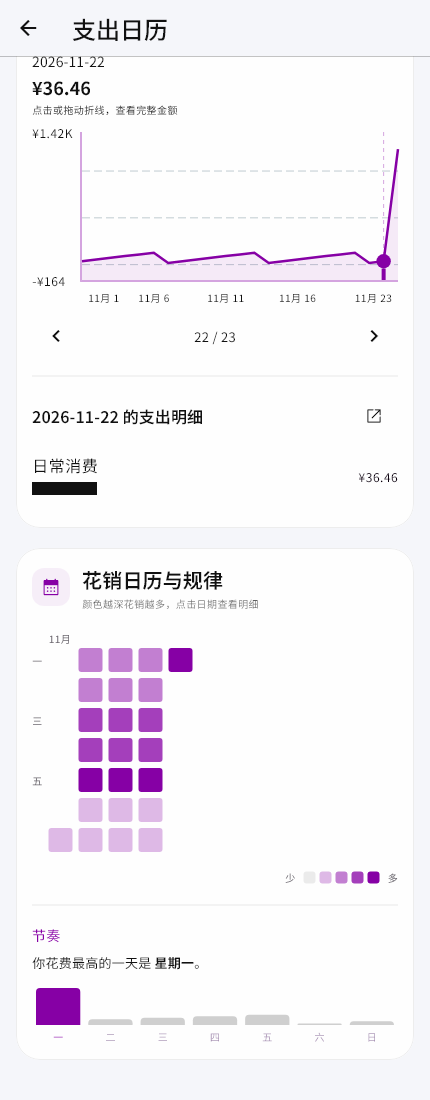 支出日历
2026-11-22
¥36.46
点击或拖动折线，查看完整金额
¥1.42K
-¥164
11月 1
11月 6
11月 11
11月 16
11月 23
22 / 23
2026-11-22 的支出明细
日常消费
¥36.46
花销日历与规律
颜色越深花销越多，点击日期查看明细
11月
一
三
五
少
多
节奏
你花费最高的一天是 星期一。
一
二
三
四
五
六
日